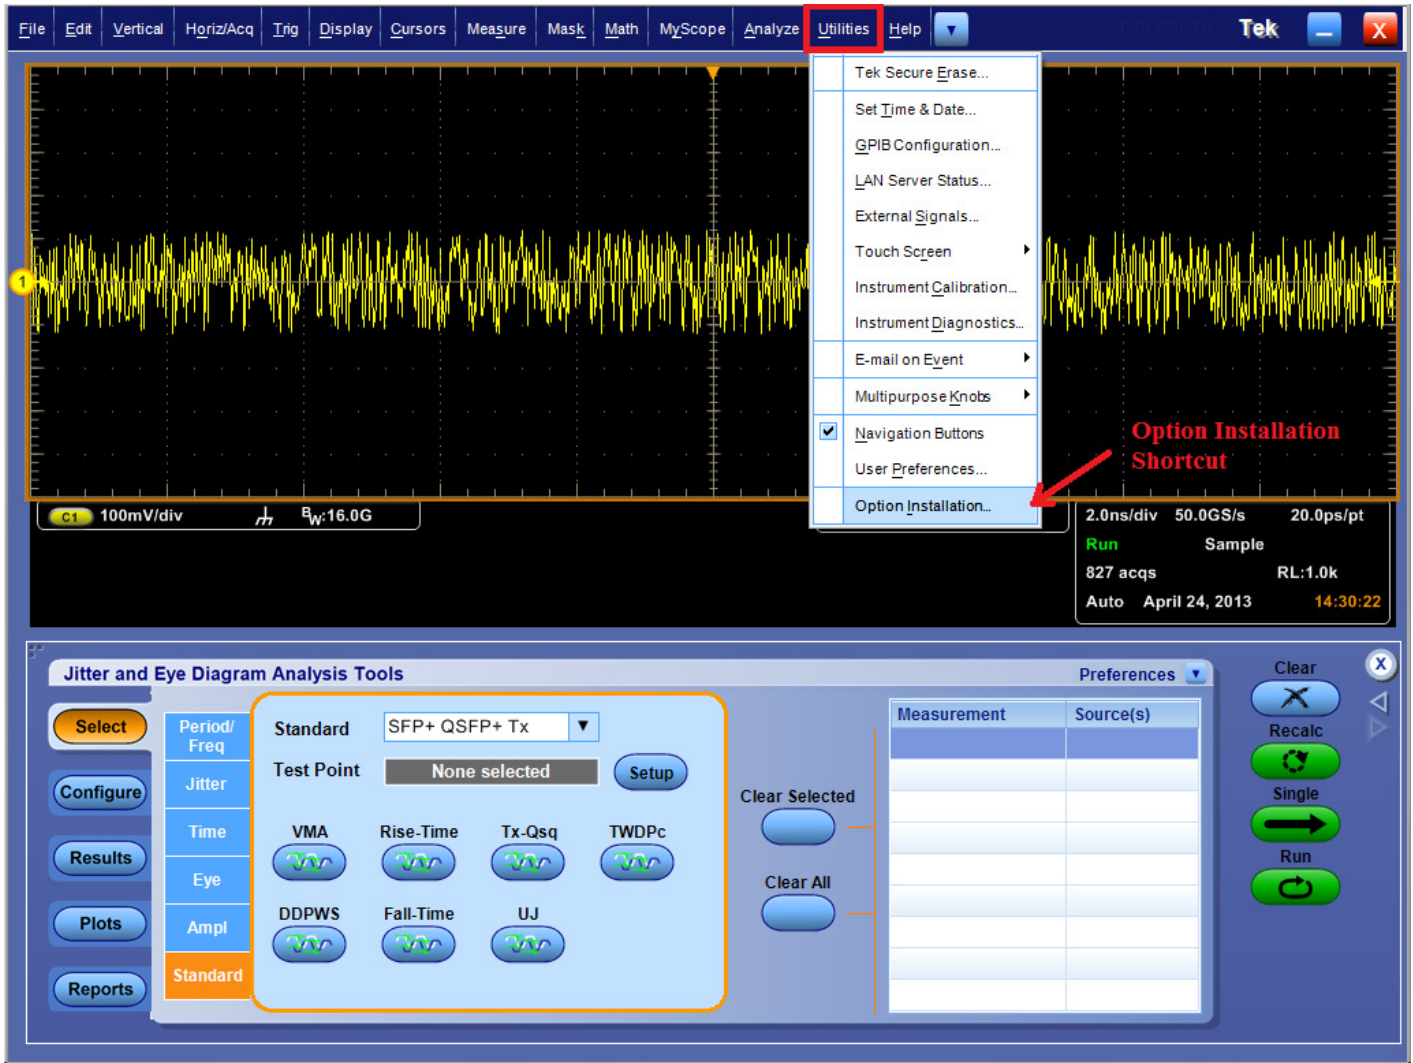 File Edit Vertical Horiz/Acq Trig Display Cursors Measure Mask Math MyScope Analyze Utilities Help Tek X
Tek Secure Erase...
Set Time & Date...
GPIB Configuration...
LAN Server Status...
External Signals...
Touch Screen
Instrument Calibration...
Instrument Diagnostics...
E-mail on Event
Multipurpose Knobs
Navigation Buttons
User Preferences...
Option Installation...
Option Installation
Shortcut
1
C1 100mV/div BW:16.0G
2.0ns/div 50.0GS/s 20.0ps/pt
Run Sample
827 acqs RL:1.0k
Auto April 24, 2013 14:30:22
Jitter and Eye Diagram Analysis Tools
Preferences
X
Select
Configure
Results
Plots
Reports
Period/
Freq
Jitter
Time
Eye
Ampl
Standard
Standard SFP+ QSFP+ Tx
Test Point None selected Setup
VMA Rise-Time Tx-Qsq TWDPc
DDPWS Fall-Time UJ
Clear Selected
Clear All
Measurement Source(s)
Clear
Recalc
Single
Run